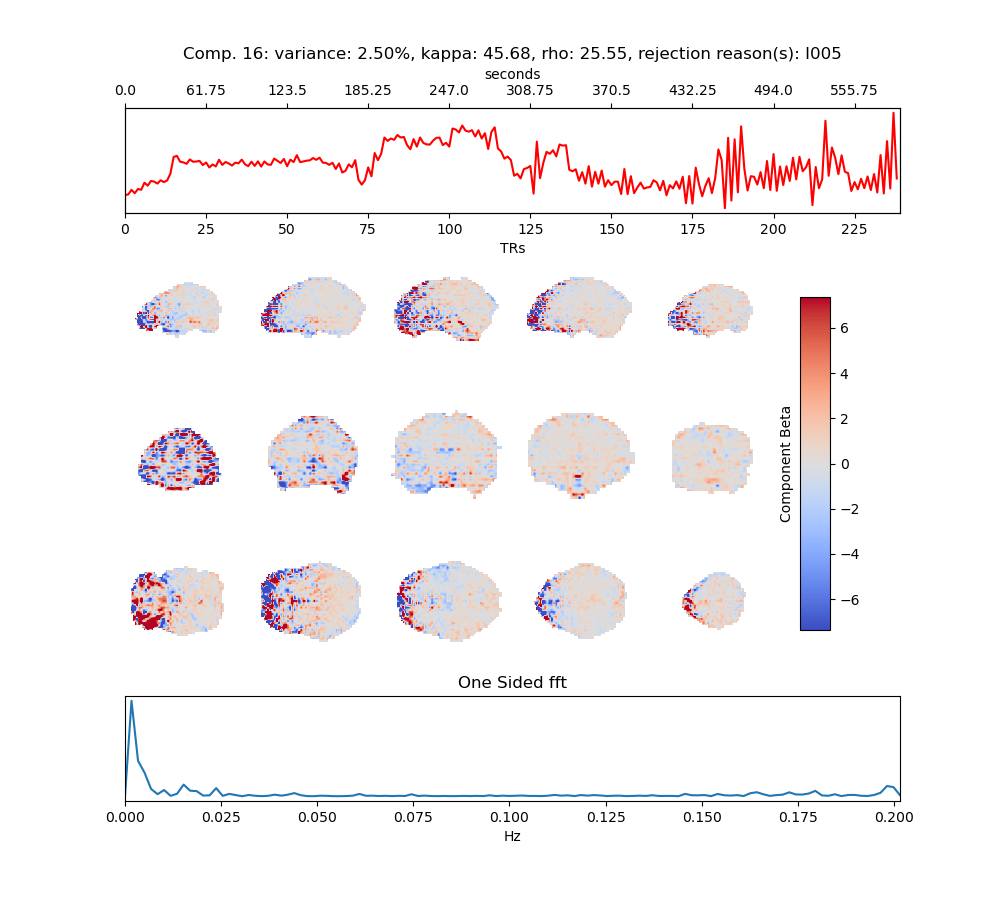 Comp. 16: variance: 2.50%, kappa: 45.68, rho: 25.55, rejection reason(s): I005
seconds
0.0 61.75 123.5 185.25 247.0 308.75 370.5 432.25 494.0 555.75
0 25 50 75 100 125 150 175 200 225
TRs
6
4
2
0
−2
−4
−6
Component Beta
One Sided fft
0.000 0.025 0.050 0.075 0.100 0.125 0.150 0.175 0.200
Hz